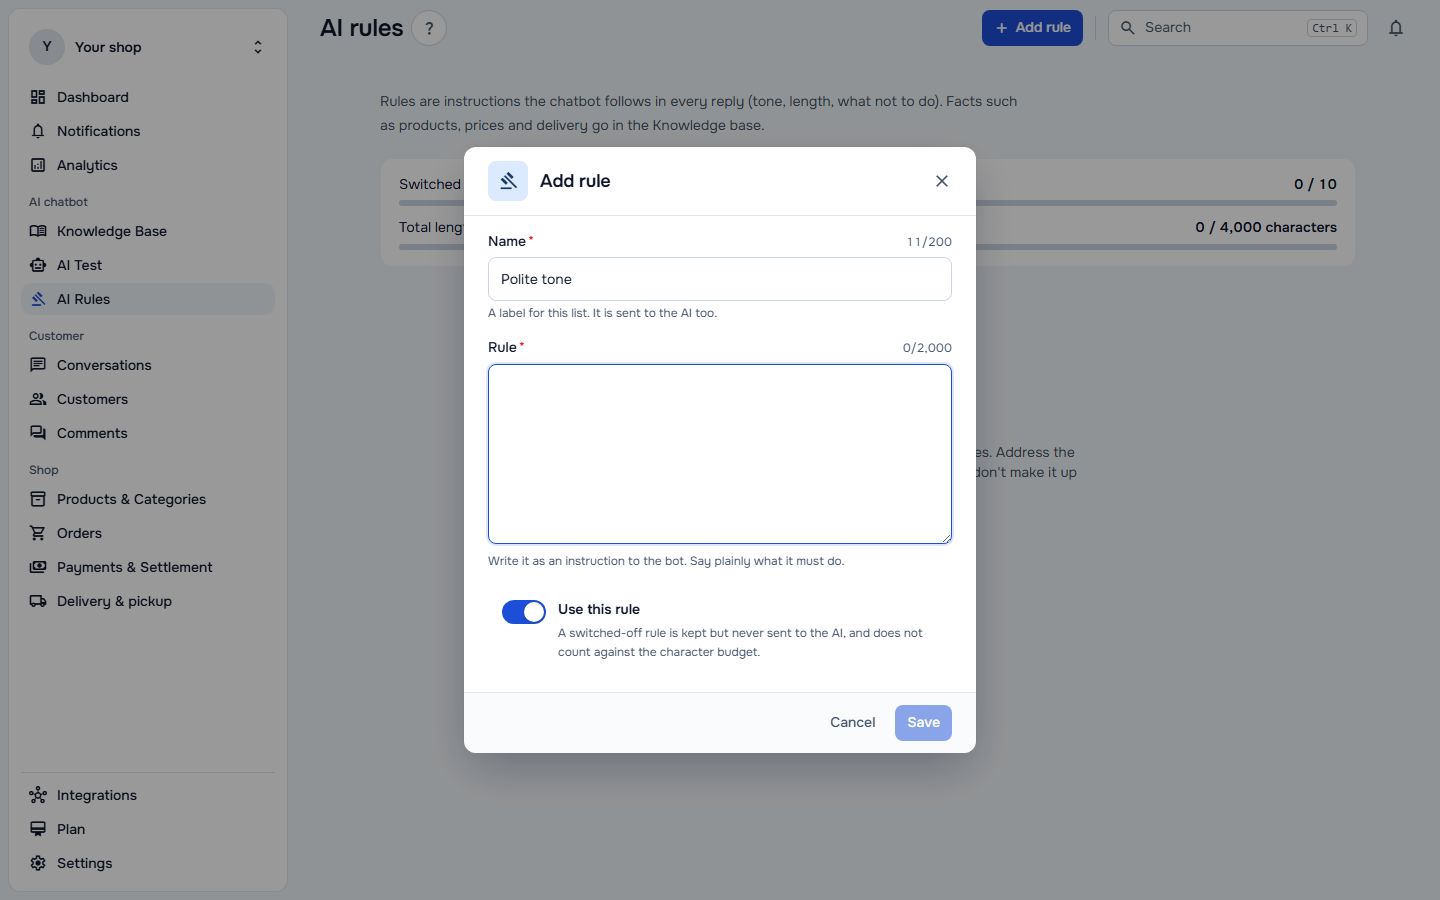 Y
Your shop
Dashboard
Notifications
Analytics
AI chatbot
Knowledge Base
AI Test
AI Rules
Customer
Conversations
Customers
Comments
Shop
Products & Categories
Orders
Payments & Settlement
Delivery & pickup
Integrations
Plan
Settings
AI rules
?
+ Add rule
Search
Ctrl K
Rules are instructions the chatbot follows in every reply (tone, length, what not to do). Facts such
as products, prices and delivery go in the Knowledge base.
Switched
0 / 10
Total
0 / 4,000 characters
Address the
don't make it up
Add rule
Name *
11/200
Polite tone
A label for this list. It is sent to the AI too.
Rule *
0/2,000
Write it as an instruction to the bot. Say plainly what it must do.
Use this rule
A switched-off rule is kept but never sent to the AI, and does not
count against the character budget.
Cancel
Save